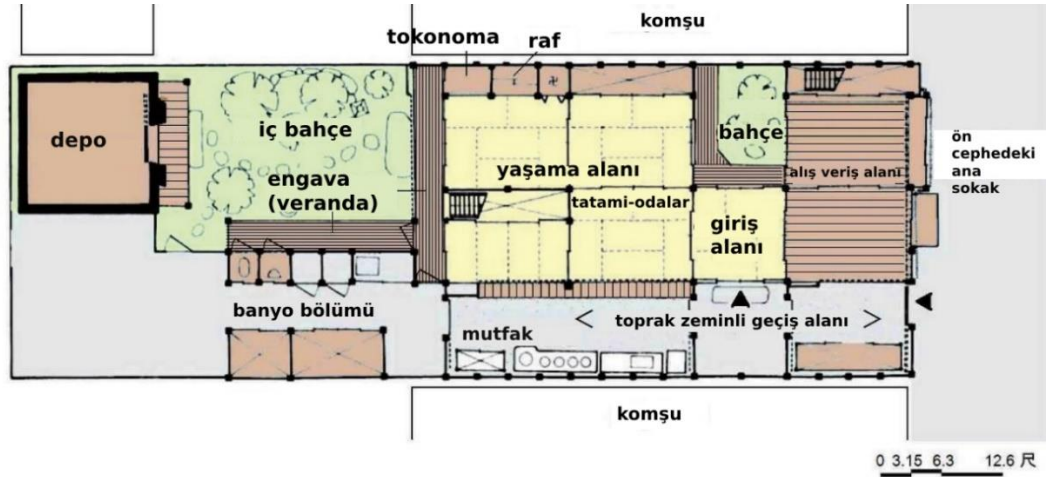 komşu
tokonoma
raf
depo
iç bahçe
bahçe
ön
cephedeki
ana
sokak
yaşama alanı
alış veriş alanı
engava
(veranda)
tatami-odalar
giriş
alanı
banyo bölümü
toprak zeminli geçiş alanı
mutfak
komşu
0 3.15 6.3 12.6 尺